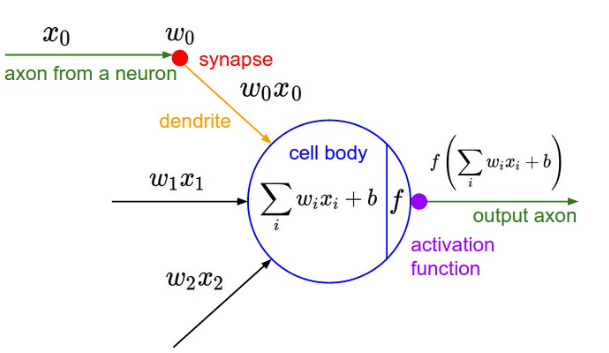 x₀ w₀
synapse
axon from a neuron
w₀x₀
dendrite
cell body
f(∑ᵢ wᵢxᵢ + b)
w₁x₁
∑ᵢ wᵢxᵢ + b f
output axon
activation
function
w₂x₂